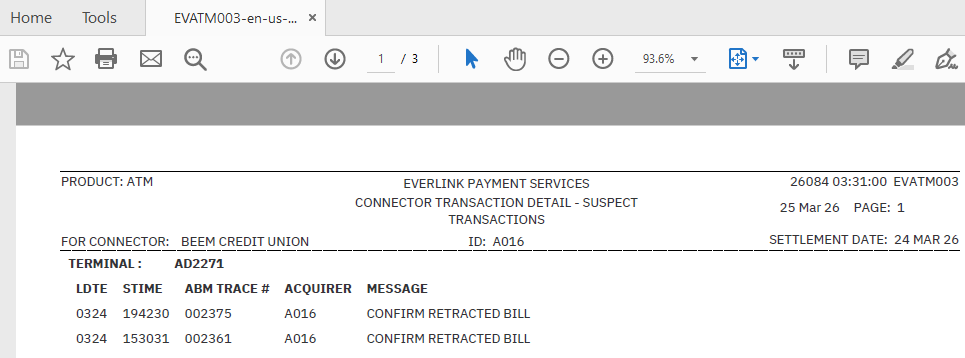 Home Tools EVATM003-en-us-... ×
1 / 3 93.6%
PRODUCT: ATM EVERLINK PAYMENT SERVICES 26084 03:31:00 EVATM003
CONNECTOR TRANSACTION DETAIL - SUSPECT TRANSACTIONS 25 Mar 26 PAGE: 1
FOR CONNECTOR: BEEM CREDIT UNION ID: A016 SETTLEMENT DATE: 24 MAR 26
TERMINAL : AD2271
LDTE STIME ABM TRACE # ACQUIRER MESSAGE
0324 194230 002375 A016 CONFIRM RETRACTED BILL
0324 153031 002361 A016 CONFIRM RETRACTED BILL